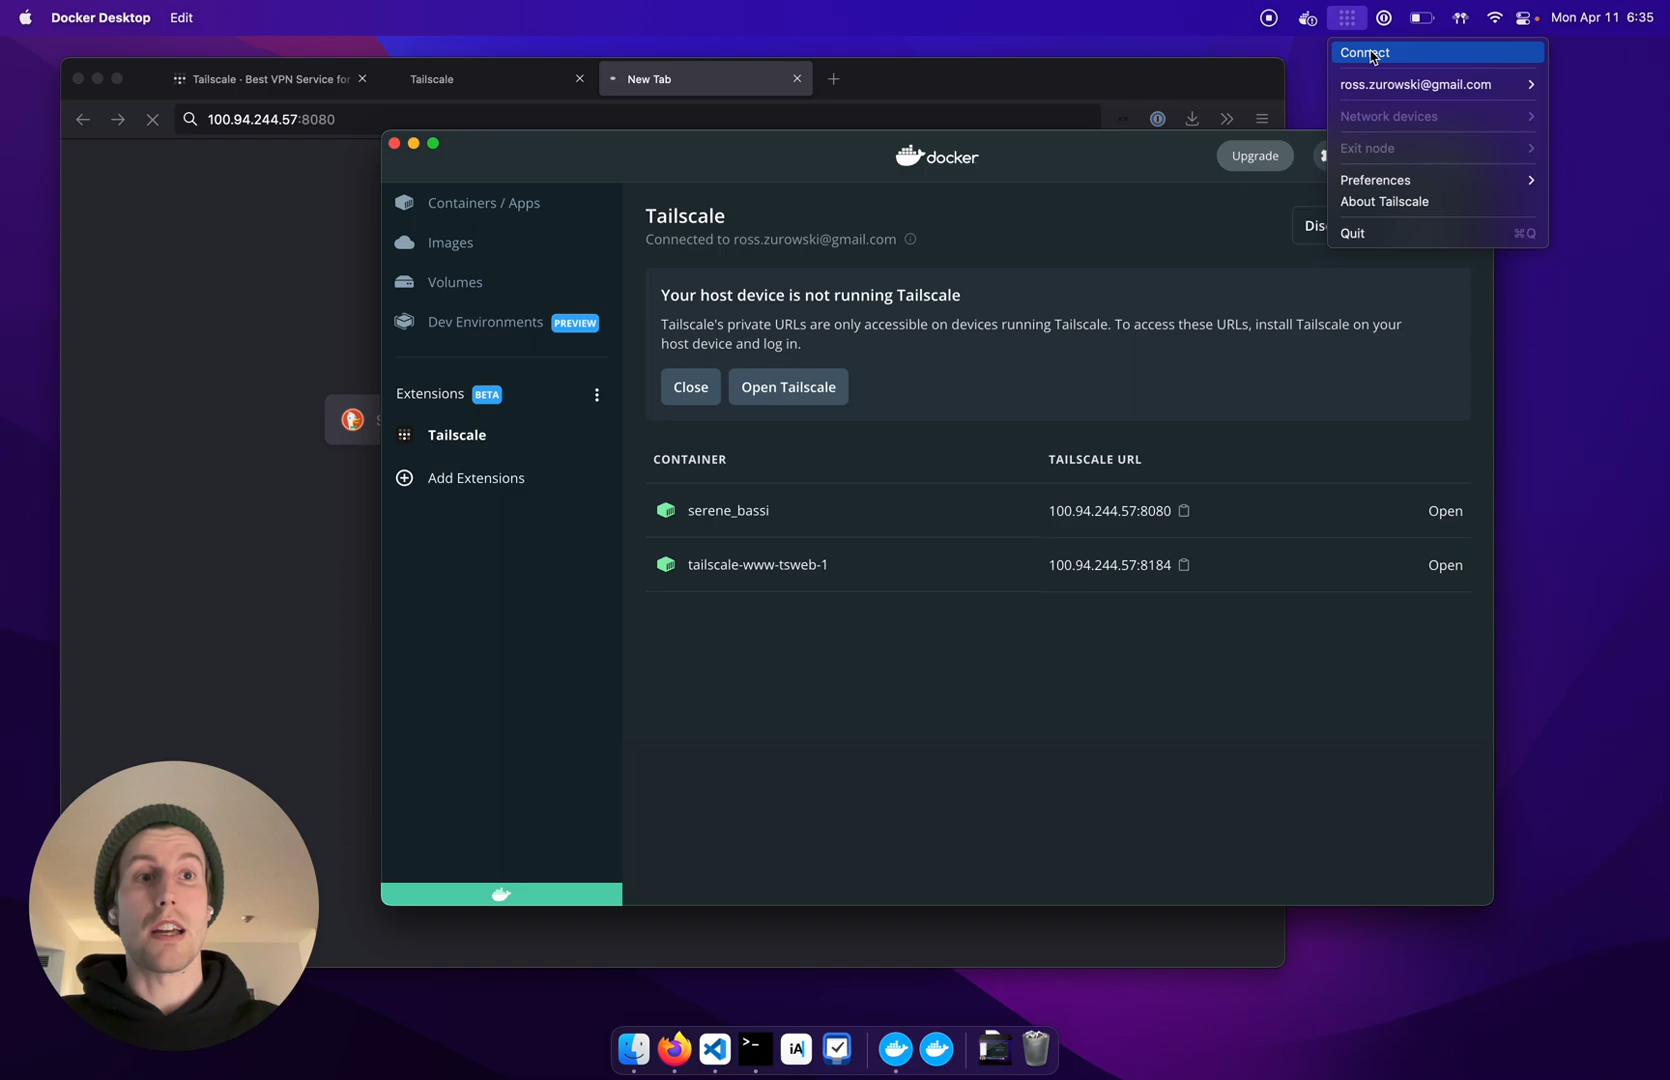 Docker Desktop Edit
Mon Apr 11 6:35
Connect
ross.zurowski@gmail.com
Network devices
Exit node
Preferences
About Tailscale
Quit ⌘Q
Tailscale - Best VPN Service for
Tailscale
New Tab
100.94.244.57:8080
docker
Upgrade
Containers / Apps
Images
Volumes
Dev Environments PREVIEW
Extensions BETA
Tailscale
Add Extensions
Tailscale
Connected to ross.zurowski@gmail.com
Your host device is not running Tailscale
Tailscale's private URLs are only accessible on devices running Tailscale. To access these URLs, install Tailscale on your
host device and log in.
Close Open Tailscale
CONTAINER TAILSCALE URL
serene_bassi 100.94.244.57:8080 Open
tailscale-www-tsweb-1 100.94.244.57:8184 Open
iA